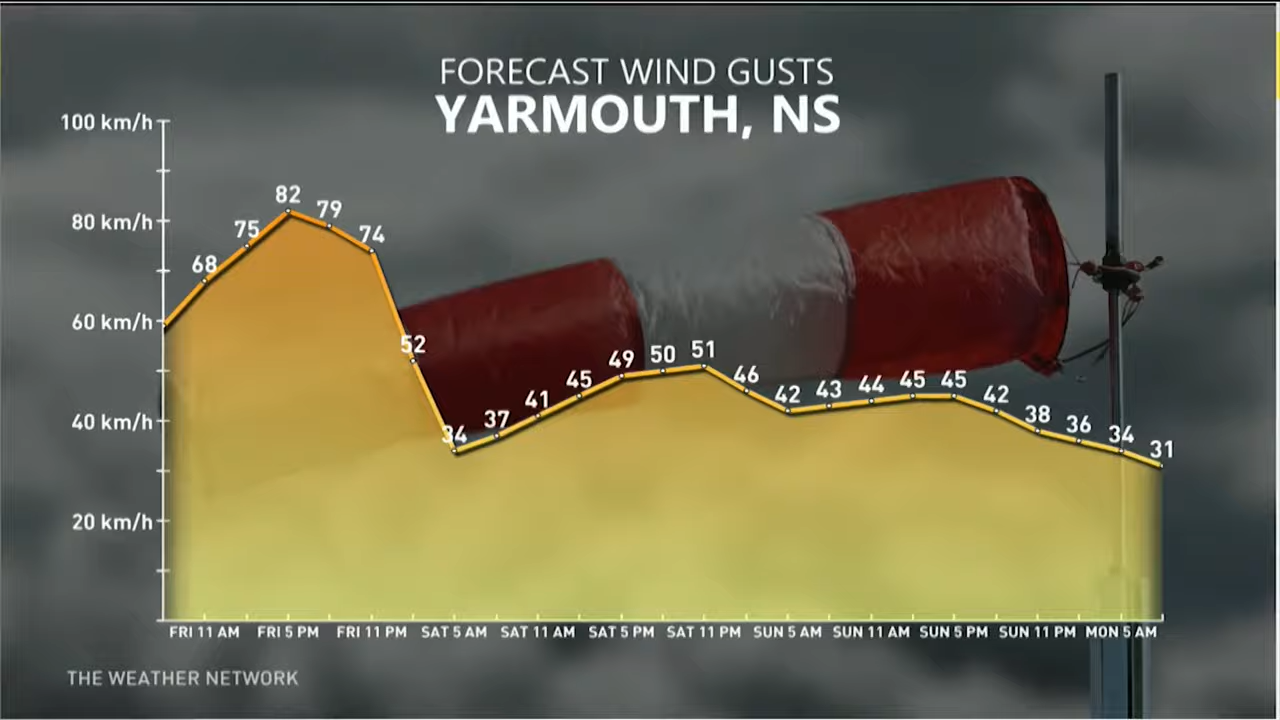 FORECAST WIND GUSTS
YARMOUTH, NS
100 km/h
80 km/h
60 km/h
40 km/h
20 km/h
68
75
82
79
74
52
34
37
41
45
49
50
51
46
42
43
44
45
45
42
38
36
34
31
FRI 11 AM FRI 5 PM FRI 11 PM SAT 5 AM SAT 11 AM SAT 5 PM SAT 11 PM SUN 5 AM SUN 11 AM SUN 5 PM SUN 11 PM MON 5 AM
THE WEATHER NETWORK